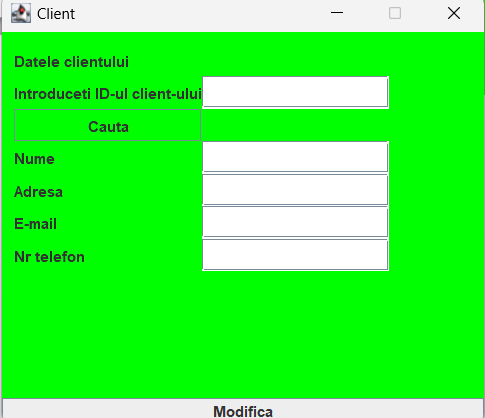 Client
Datele clientului
Introduceti ID-ul client-ului
Cauta
Nume
Adresa
E-mail
Nr telefon
Modifica